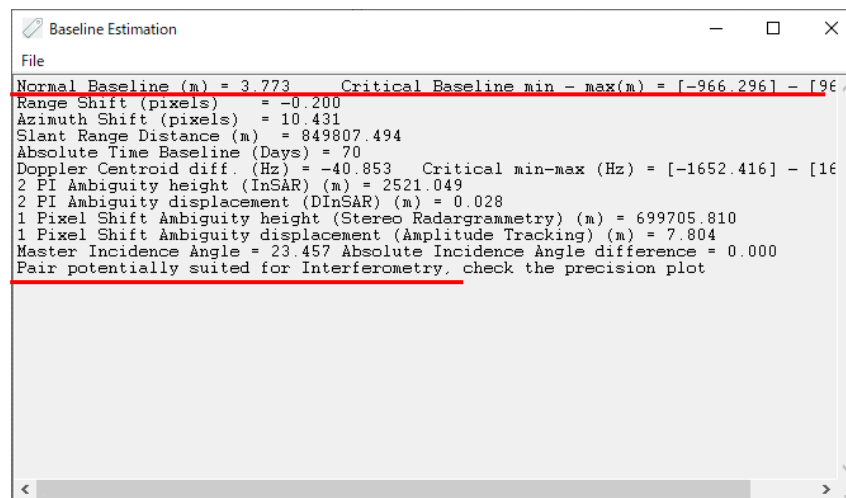 Baseline Estimation
File
Normal Baseline (m) = 3.773     Critical Baseline min - max(m) = [-966.296] - [96
Range Shift (pixels)   = -0.200
Azimuth Shift (pixels)  = 10.431
Slant Range Distance (m)  = 849807.494
Absolute Time Baseline (Days) = 70
Doppler Centroid diff. (Hz) = -40.853   Critical min-max (Hz) = [-1652.416] - [16
2 PI Ambiguity height (InSAR) (m) = 2521.049
2 PI Ambiguity displacement (DInSAR) (m) = 0.028
1 Pixel Shift Ambiguity height (Stereo Radargrammetry) (m) = 699705.810
1 Pixel Shift Ambiguity displacement (Amplitude Tracking) (m) = 7.804
Master Incidence Angle = 23.457 Absolute Incidence Angle difference = 0.000
Pair potentially suited for Interferometry, check the precision plot